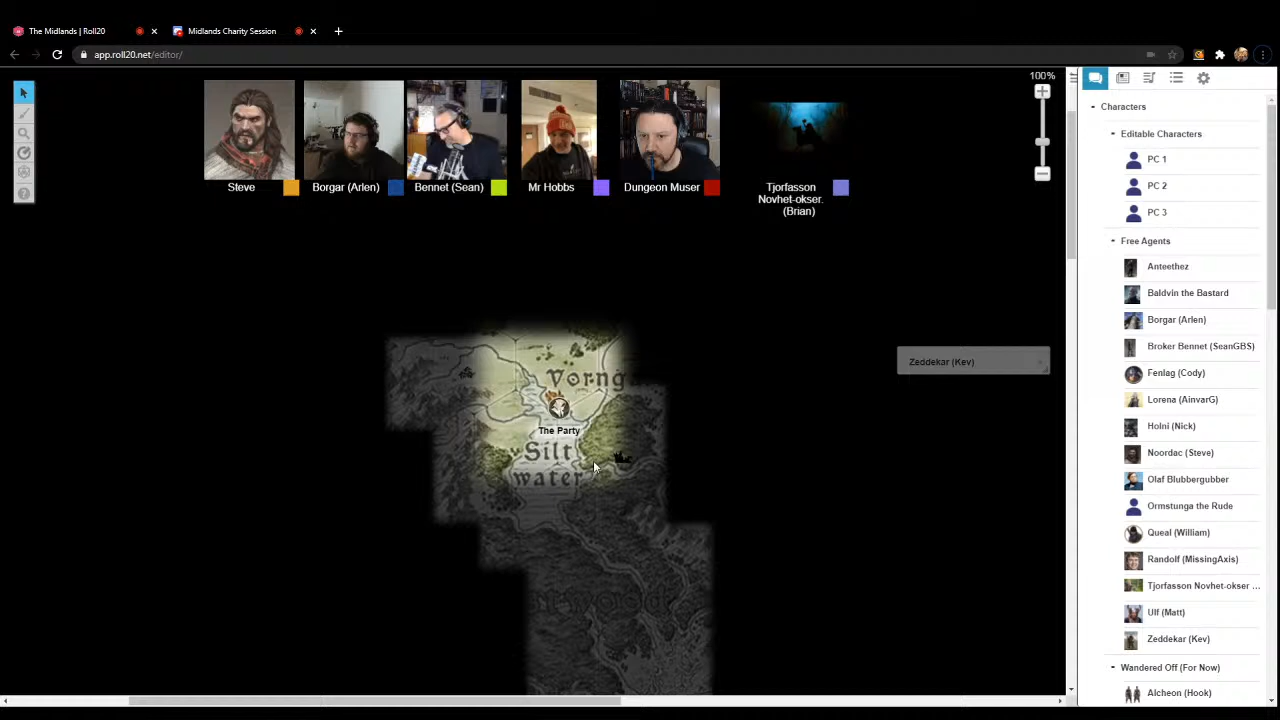 The Midlands | Roll20
Midlands Charity Session
app.roll20.net/editor/
100%
Steve
Borgar (Arlen)
Bennet (Sean)
Mr Hobbs
Dungeon Muser
Tjorfasson
Novhet-okser.
(Brian)
Vornga
The Party
Silt
water
Zeddekar (Kev)
Characters
Editable Characters
PC 1
PC 2
PC 3
Free Agents
Anteethez
Baldvin the Bastard
Borgar (Arlen)
Broker Bennet (SeanGBS)
Fenlag (Cody)
Lorena (AinvarG)
Holni (Nick)
Noordac (Steve)
Olaf Blubbergubber
Ormstunga the Rude
Queal (William)
Randolf (MissingAxis)
Tjorfasson Novhet-okser ...
Ulf (Matt)
Zeddekar (Kev)
Wandered Off (For Now)
Alcheon (Hook)